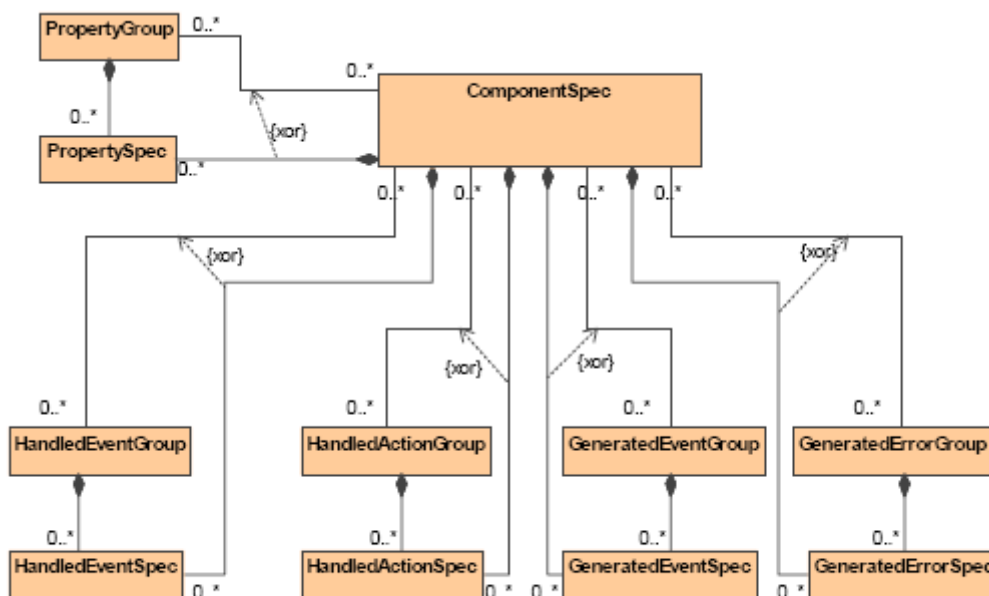 PropertyGroup
0..*
0..*
ComponentSpec
0..*
{xor}
PropertySpec
0..*
0..*
0..*
0..*
0..*
{xor}
{xor}
{xor}
{xor}
0..*
0..*
0..*
0..*
HandledEventGroup
HandledActionGroup
GeneratedEventGroup
GeneratedErrorGroup
0..*
0..*
0..*
0..*
HandledEventSpec
HandledActionSpec
GeneratedEventSpec
GeneratedErrorSpec
0..*
0..*
0..*
0..*